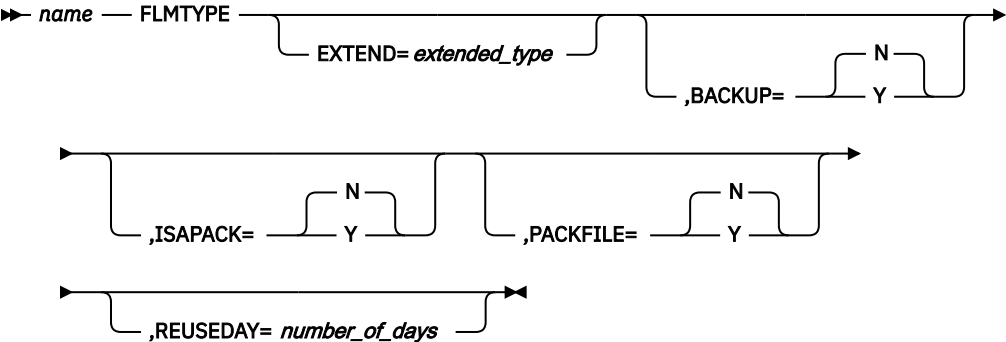 name FLMTYPE
EXTEND= extended_type
N
,BACKUP= Y
N
,ISAPACK= Y
N
,PACKFILE= Y
,REUSEDAY= number_of_days